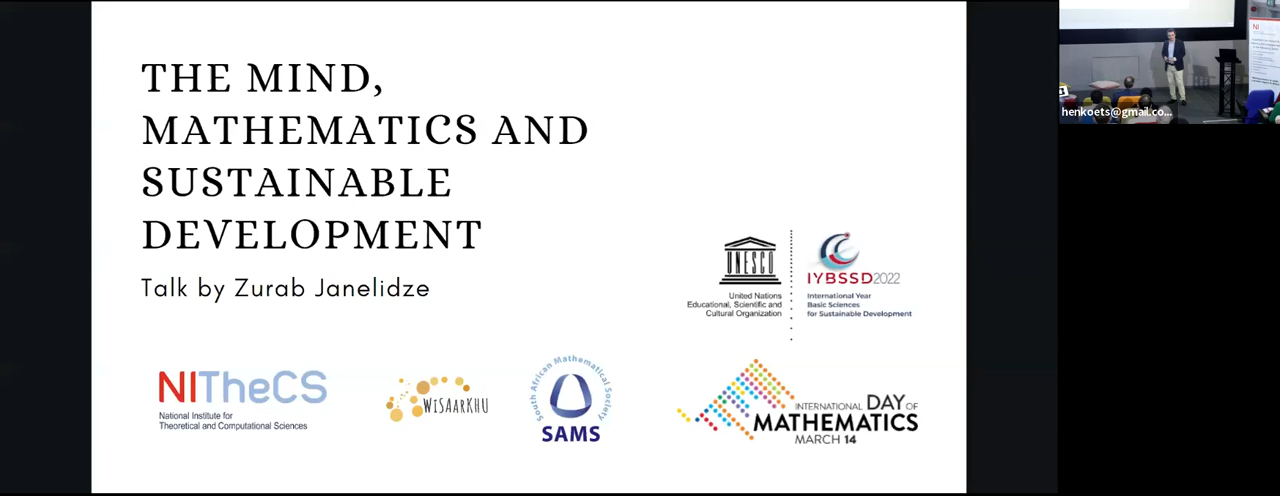 THE MIND,
MATHEMATICS AND
SUSTAINABLE
DEVELOPMENT
Talk by Zurab Janelidze
UNESCO
United Nations
Educational, Scientific and
Cultural Organization
IYBSSD2022
International Year
Basic Sciences
for Sustainable Development
NITheCS
National Institute for
Theoretical and Computational Sciences
WiSAarkHU
South African Mathematical Society
SAMS
INTERNATIONAL DAY OF
MATHEMATICS
MARCH 14
henkoets@gmail.co...
NI